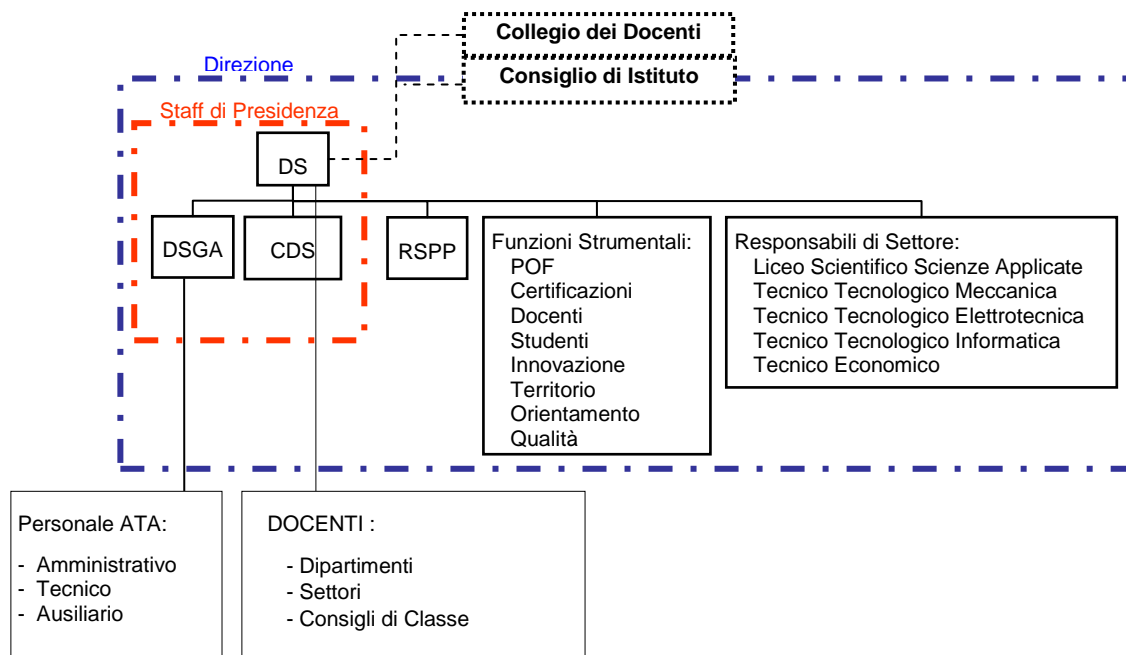 Collegio dei Docenti
Direzione
Consiglio di Istituto
Staff di Presidenza
DS
DSGA
CDS
RSPP
Funzioni Strumentali:
POF
Certificazioni
Docenti
Studenti
Innovazione
Territorio
Orientamento
Qualità
Responsabili di Settore:
Liceo Scientifico Scienze Applicate
Tecnico Tecnologico Meccanica
Tecnico Tecnologico Elettrotecnica
Tecnico Tecnologico Informatica
Tecnico Economico
Personale ATA:
- Amministrativo
- Tecnico
- Ausiliario
DOCENTI :
- Dipartimenti
- Settori
- Consigli di Classe